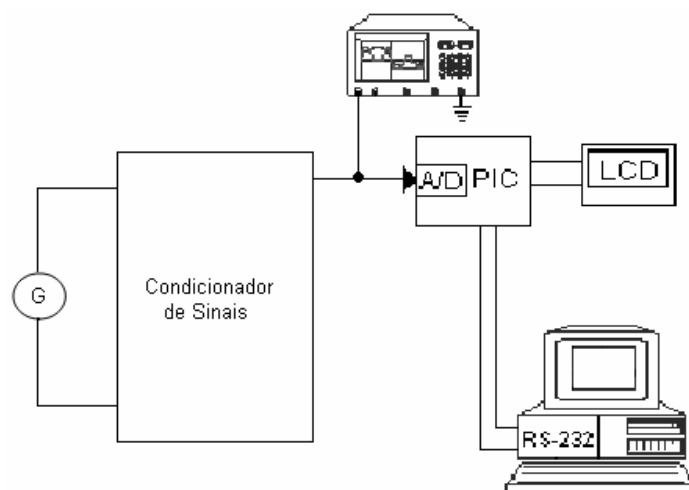 A/D PIC
LCD
G
Condicionador
de Sinais
RS-232